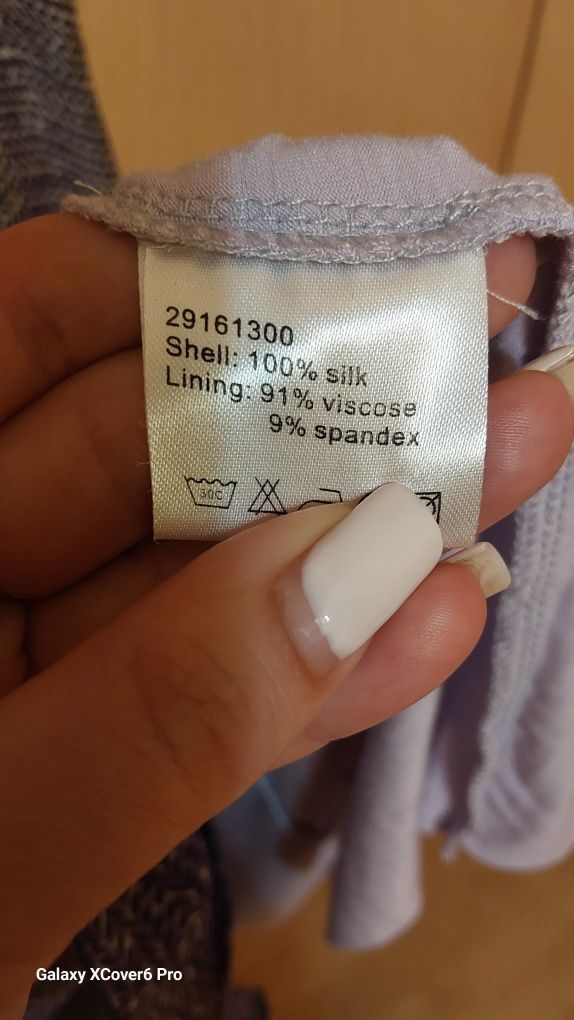 29161300
Shell: 100% silk
Lining: 91% viscose
9% spandex
30C
Galaxy XCover6 Pro